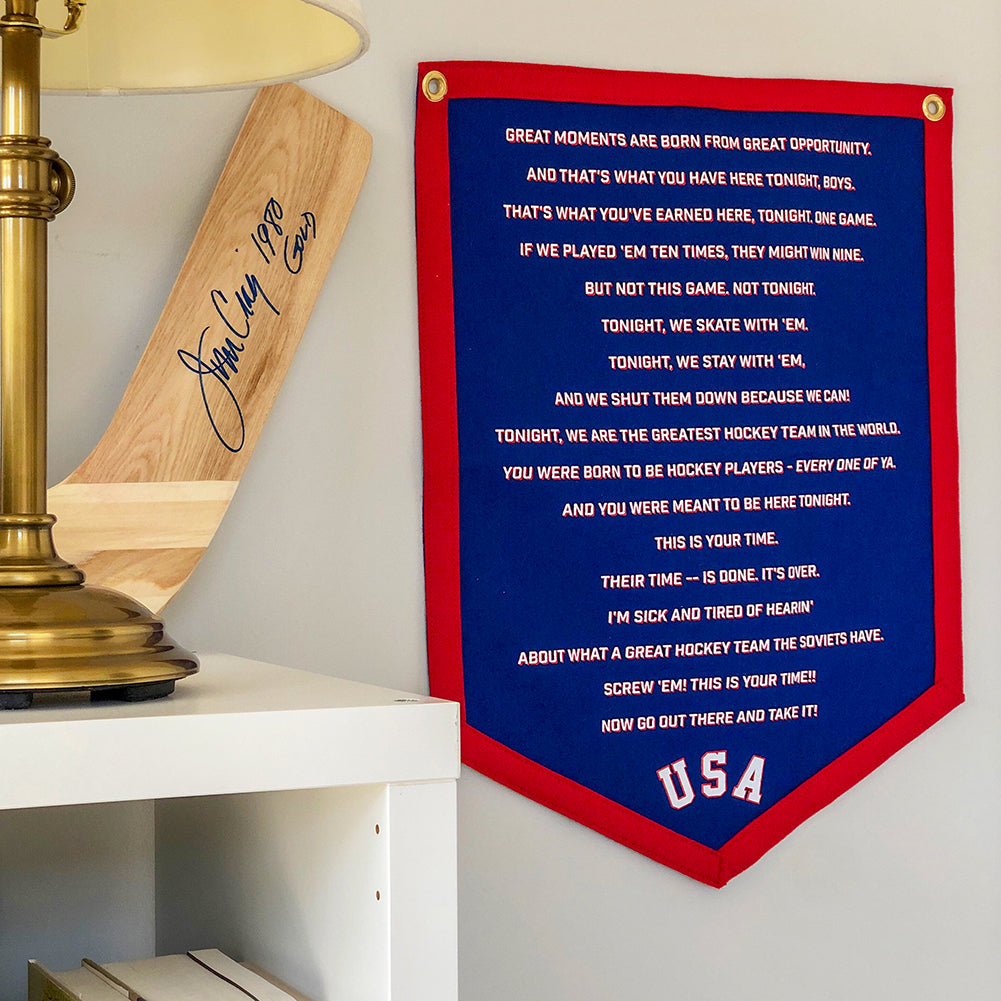 Jim Craig
1980
Gold
GREAT MOMENTS ARE BORN FROM GREAT OPPORTUNITY.
AND THAT'S WHAT YOU HAVE HERE TONIGHT, BOYS.
THAT'S WHAT YOU'VE EARNED HERE, TONIGHT. ONE GAME.
IF WE PLAYED 'EM TEN TIMES, THEY MIGHT WIN NINE.
BUT NOT THIS GAME. NOT TONIGHT.
TONIGHT, WE SKATE WITH 'EM.
TONIGHT, WE STAY WITH 'EM,
AND WE SHUT THEM DOWN BECAUSE WE CAN!
TONIGHT, WE ARE THE GREATEST HOCKEY TEAM IN THE WORLD.
YOU WERE BORN TO BE HOCKEY PLAYERS - EVERY ONE OF YA.
AND YOU WERE MEANT TO BE HERE TONIGHT.
THIS IS YOUR TIME.
THEIR TIME -- IS DONE. IT'S OVER.
I'M SICK AND TIRED OF HEARIN'
ABOUT WHAT A GREAT HOCKEY TEAM THE SOVIETS HAVE.
SCREW 'EM! THIS IS YOUR TIME!!
NOW GO OUT THERE AND TAKE IT!
USA